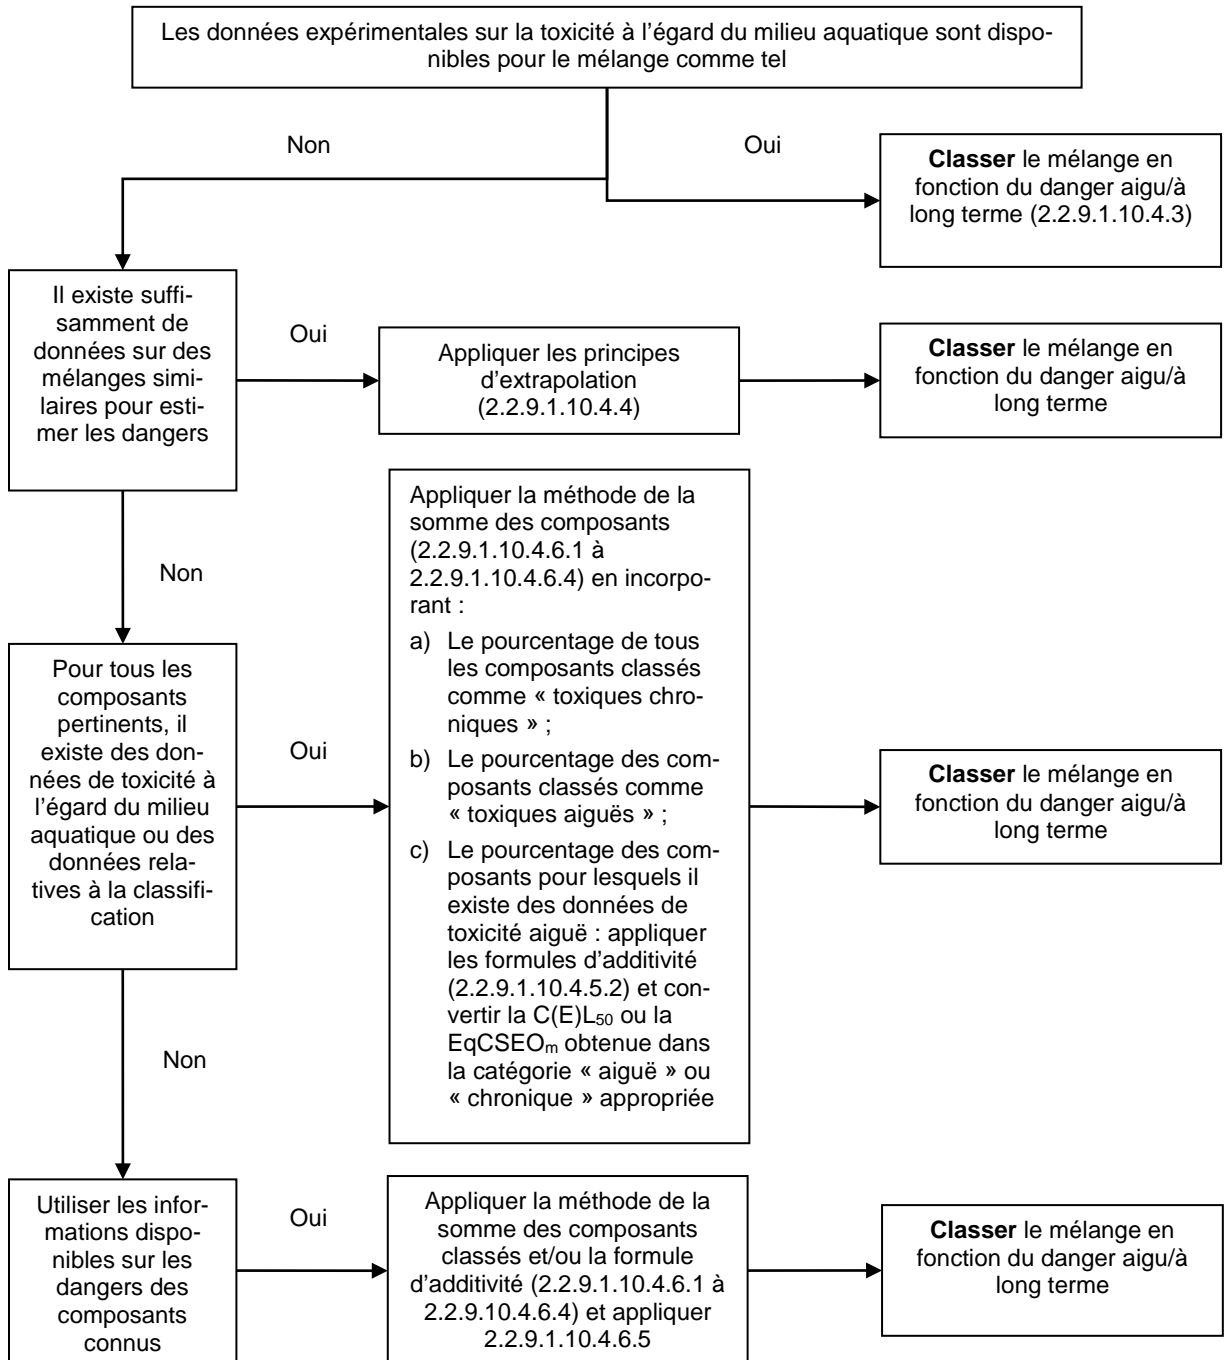 Les données expérimentales sur la toxicité à l’égard du milieu aquatique sont dispo-
nibles pour le mélange comme tel
Non
Oui
Classer le mélange en
fonction du danger aigu/à
long terme (2.2.9.1.10.4.3)
Il existe suffi-
samment de
données sur des
mélanges simi-
laires pour esti-
mer les dangers
Oui
Appliquer les principes
d’extrapolation
(2.2.9.1.10.4.4)
Classer le mélange en
fonction du danger aigu/à
long terme
Non
Pour tous les
composants
pertinents, il
existe des don-
nées de toxicité à
l’égard du milieu
aquatique ou des
données rela-
tives à la classifi-
cation
Oui
Appliquer la méthode de la
somme des composants
(2.2.9.1.10.4.6.1 à
2.2.9.1.10.4.6.4) en incorpo-
rant :
a) Le pourcentage de tous
les composants classés
comme « toxiques chro-
niques » ;
b) Le pourcentage des com-
posants classés comme
« toxiques aiguës » ;
c) Le pourcentage des com-
posants pour lesquels il
existe des données de
toxicité aiguë : appliquer
les formules d’additivité
(2.2.9.1.10.4.5.2) et con-
vertir la C(E)L50 ou la
EqCSEOm obtenue dans
la catégorie « aiguë » ou
« chronique » appropriée
Classer le mélange en
fonction du danger aigu/à
long terme
Non
Utiliser les infor-
mations dispo-
nibles sur les
dangers des
composants
connus
Oui
Appliquer la méthode de la
somme des composants
classés et/ou la formule
d’additivité (2.2.9.1.10.4.6.1 à
2.2.9.10.4.6.4) et appliquer
2.2.9.1.10.4.6.5
Classer le mélange en
fonction du danger aigu/à
long terme